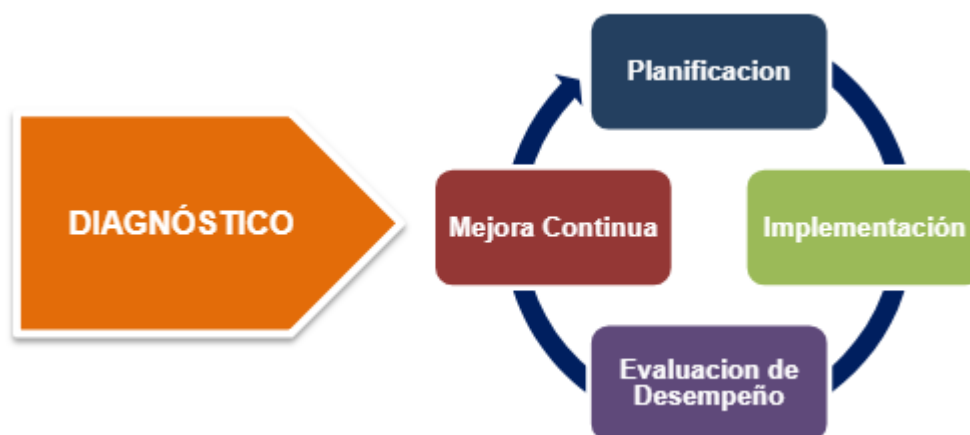 DIAGNÓSTICO
Planificacion
Mejora Continua
Implementación
Evaluacion de
Desempeño